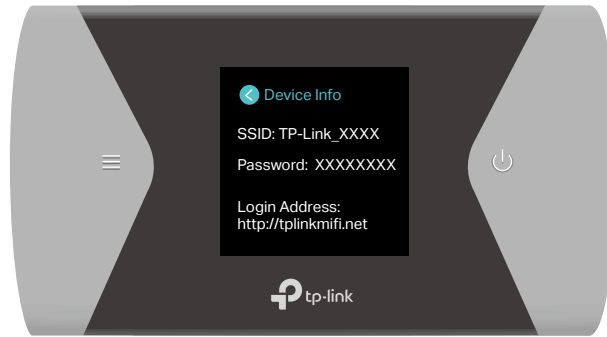 Device Info
SSID: TP-Link_XXXX
Password: XXXXXXXX
Login Address:
http://tplinkmifi.net
tp-link